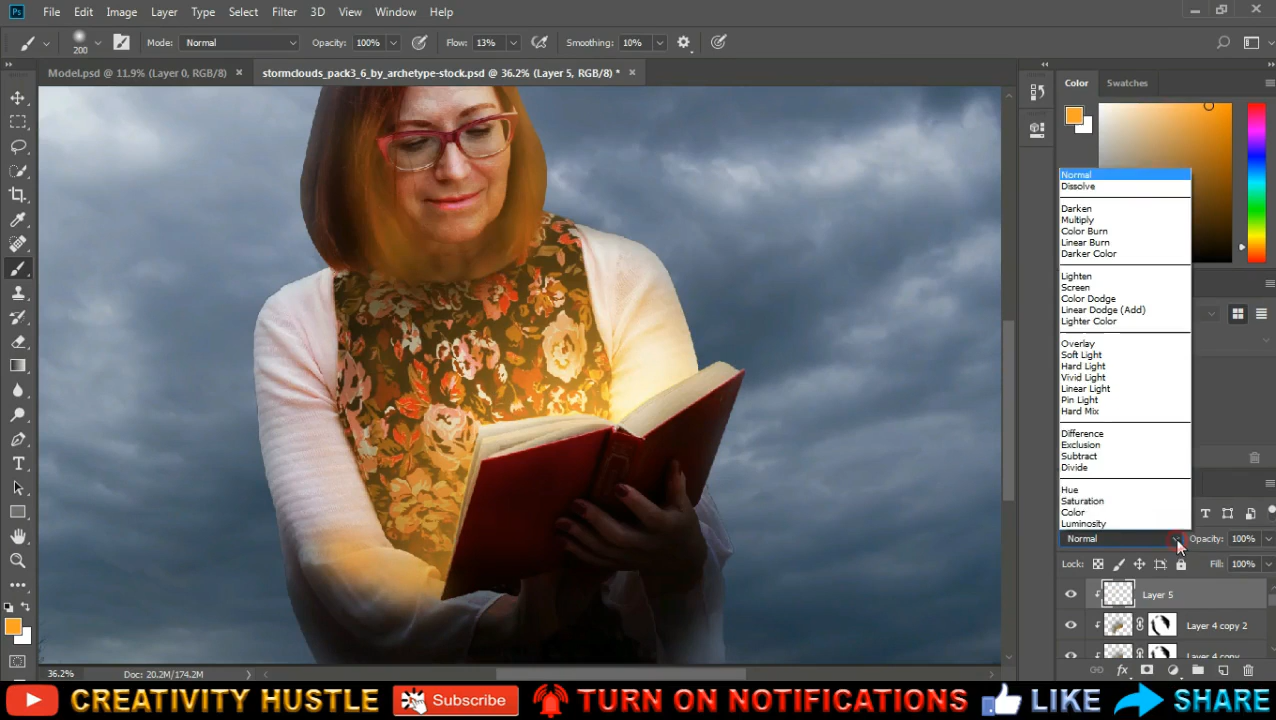 Ps File Edit Image Layer Type Select Filter 3D View Window Help
200 Mode: Normal Opacity: 100% Flow: 13% Smoothing: 10%
Model.psd @ 11.9% (Layer 0, RGB/8) × stormclouds_pack3_6_by_archetype-stock.psd @ 36.2% (Layer 5, RGB/8) * ×
Color Swatches
Normal
Dissolve
Darken
Multiply
Color Burn
Linear Burn
Darker Color
Lighten
Screen
Color Dodge
Linear Dodge (Add)
Lighter Color
Overlay
Soft Light
Hard Light
Vivid Light
Linear Light
Pin Light
Hard Mix
Difference
Exclusion
Subtract
Divide
Hue
Saturation
Color
Luminosity
Normal Opacity: 100%
Lock: Fill: 100%
Layer 5
Layer 4 copy 2
Layer 4 copy
36.2% Doc: 20.2M/174.2M
CREATIVITY HUSTLE Subscribe TURN ON NOTIFICATIONS LIKE SHARE